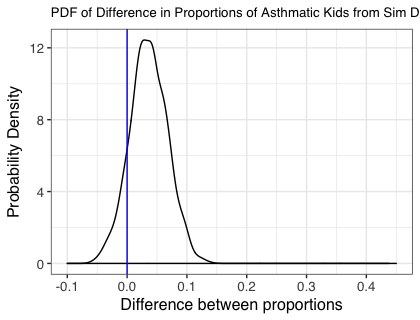 PDF of Difference in Proportions of Asthmatic Kids from Sim D
Probability Density
12
8
4
0
-0.1 0.0 0.1 0.2 0.3 0.4
Difference between proportions